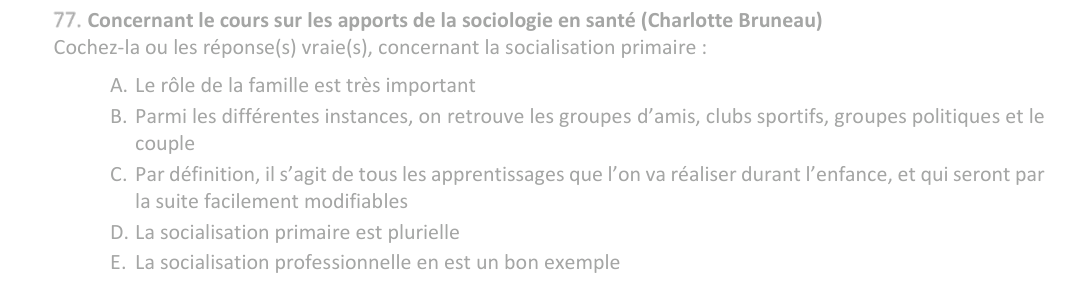 77. Concernant le cours sur les apports de la sociologie en santé (Charlotte Bruneau)
Cochez-la ou les réponse(s) vraie(s), concernant la socialisation primaire :
A. Le rôle de la famille est très important
B. Parmi les différentes instances, on retrouve les groupes d’amis, clubs sportifs, groupes politiques et le
couple
C. Par définition, il s’agit de tous les apprentissages que l’on va réaliser durant l’enfance, et qui seront par
la suite facilement modifiables
D. La socialisation primaire est plurielle
E. La socialisation professionnelle en est un bon exemple